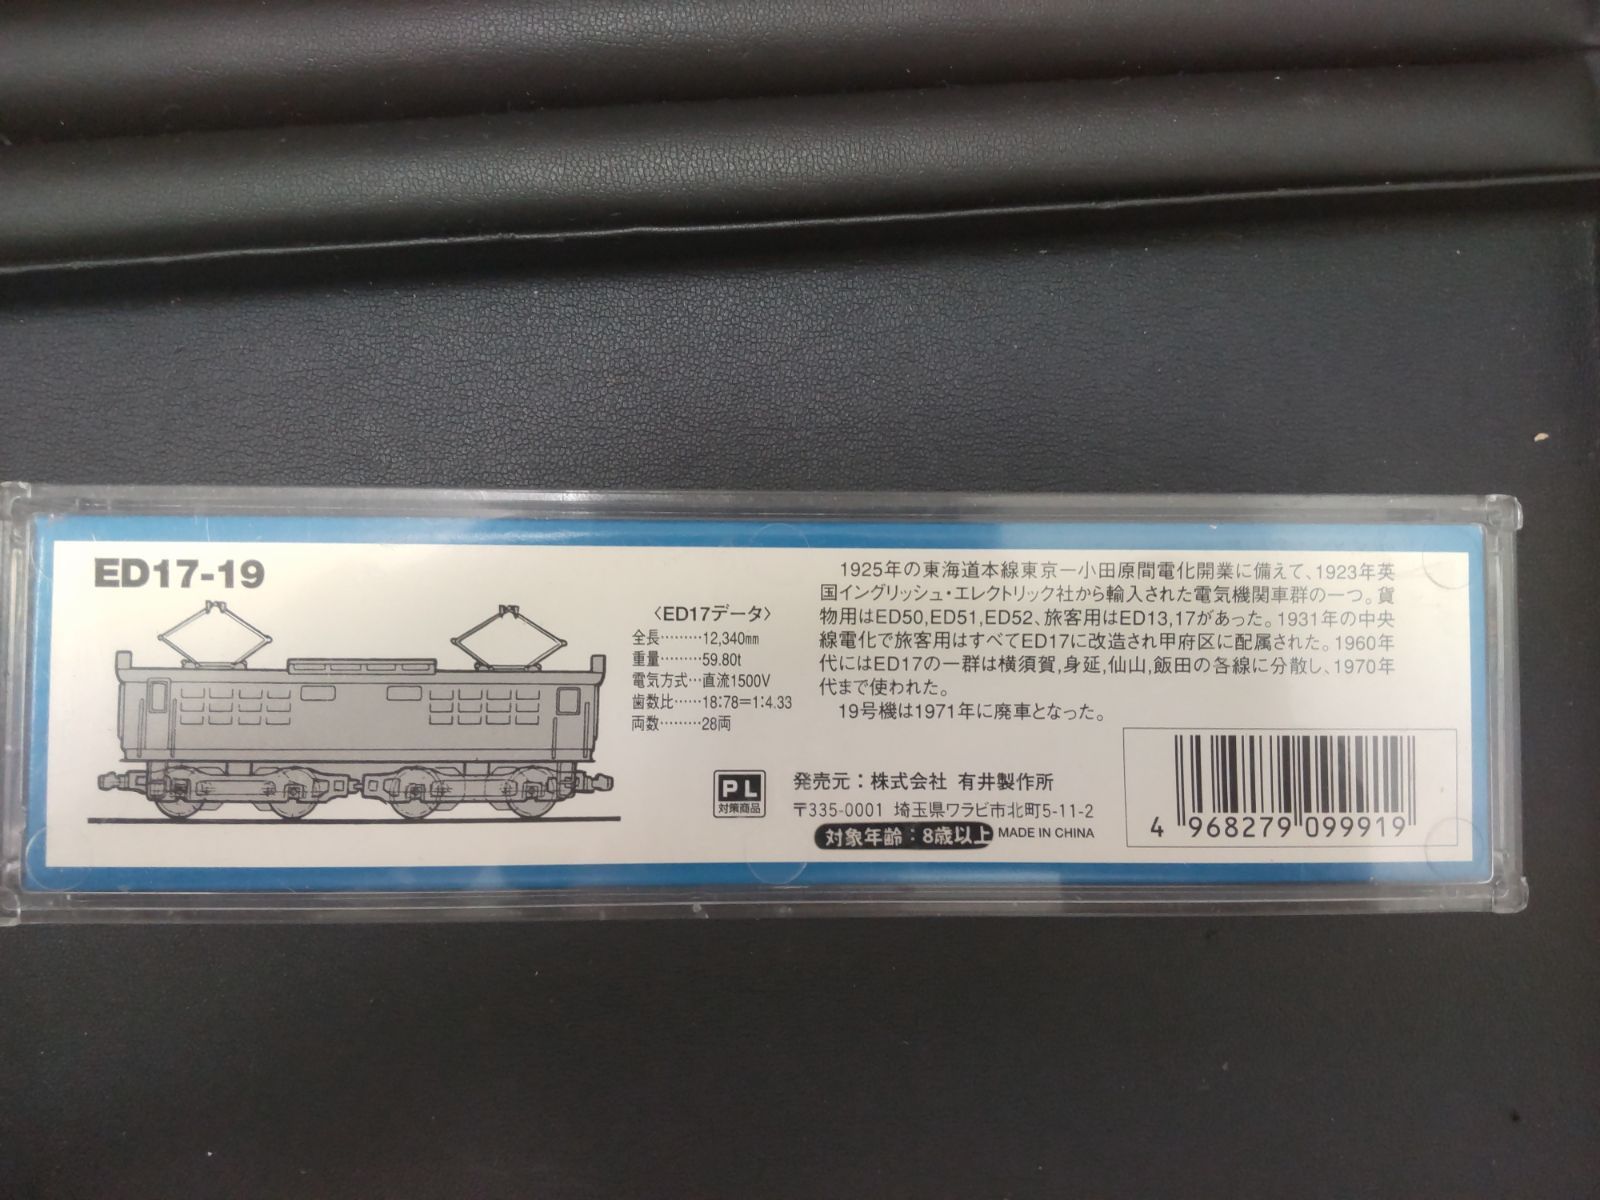 ED17-19
〈ED17データ〉
全長………12,340㎜
重量………59.80t
電気方式…直流1500V
歯数比……18:78＝1:4.33
両数………28両
1925年の東海道本線東京ー小田原間電化開業に備えて、1923年英
国イングリッシュ・エレクトリック社から輸入された電気機関車群の一つ。貨
物用はED50,ED51,ED52、旅客用はED13,17があった。1931年の中央
線電化で旅客用はすべてED17に改造され甲府区に配属された。1960年
代にはED17の一群は横須賀,身延,仙山,飯田の各線に分散し、1970年
代まで使われた。
19号機は1971年に廃車となった。
PL
対策商品
発売元：株式会社 有井製作所
〒335-0001 埼玉県ワラビ市北町5-11-2
対象年齢：8歳以上 MADE IN CHINA
4 968279 099919